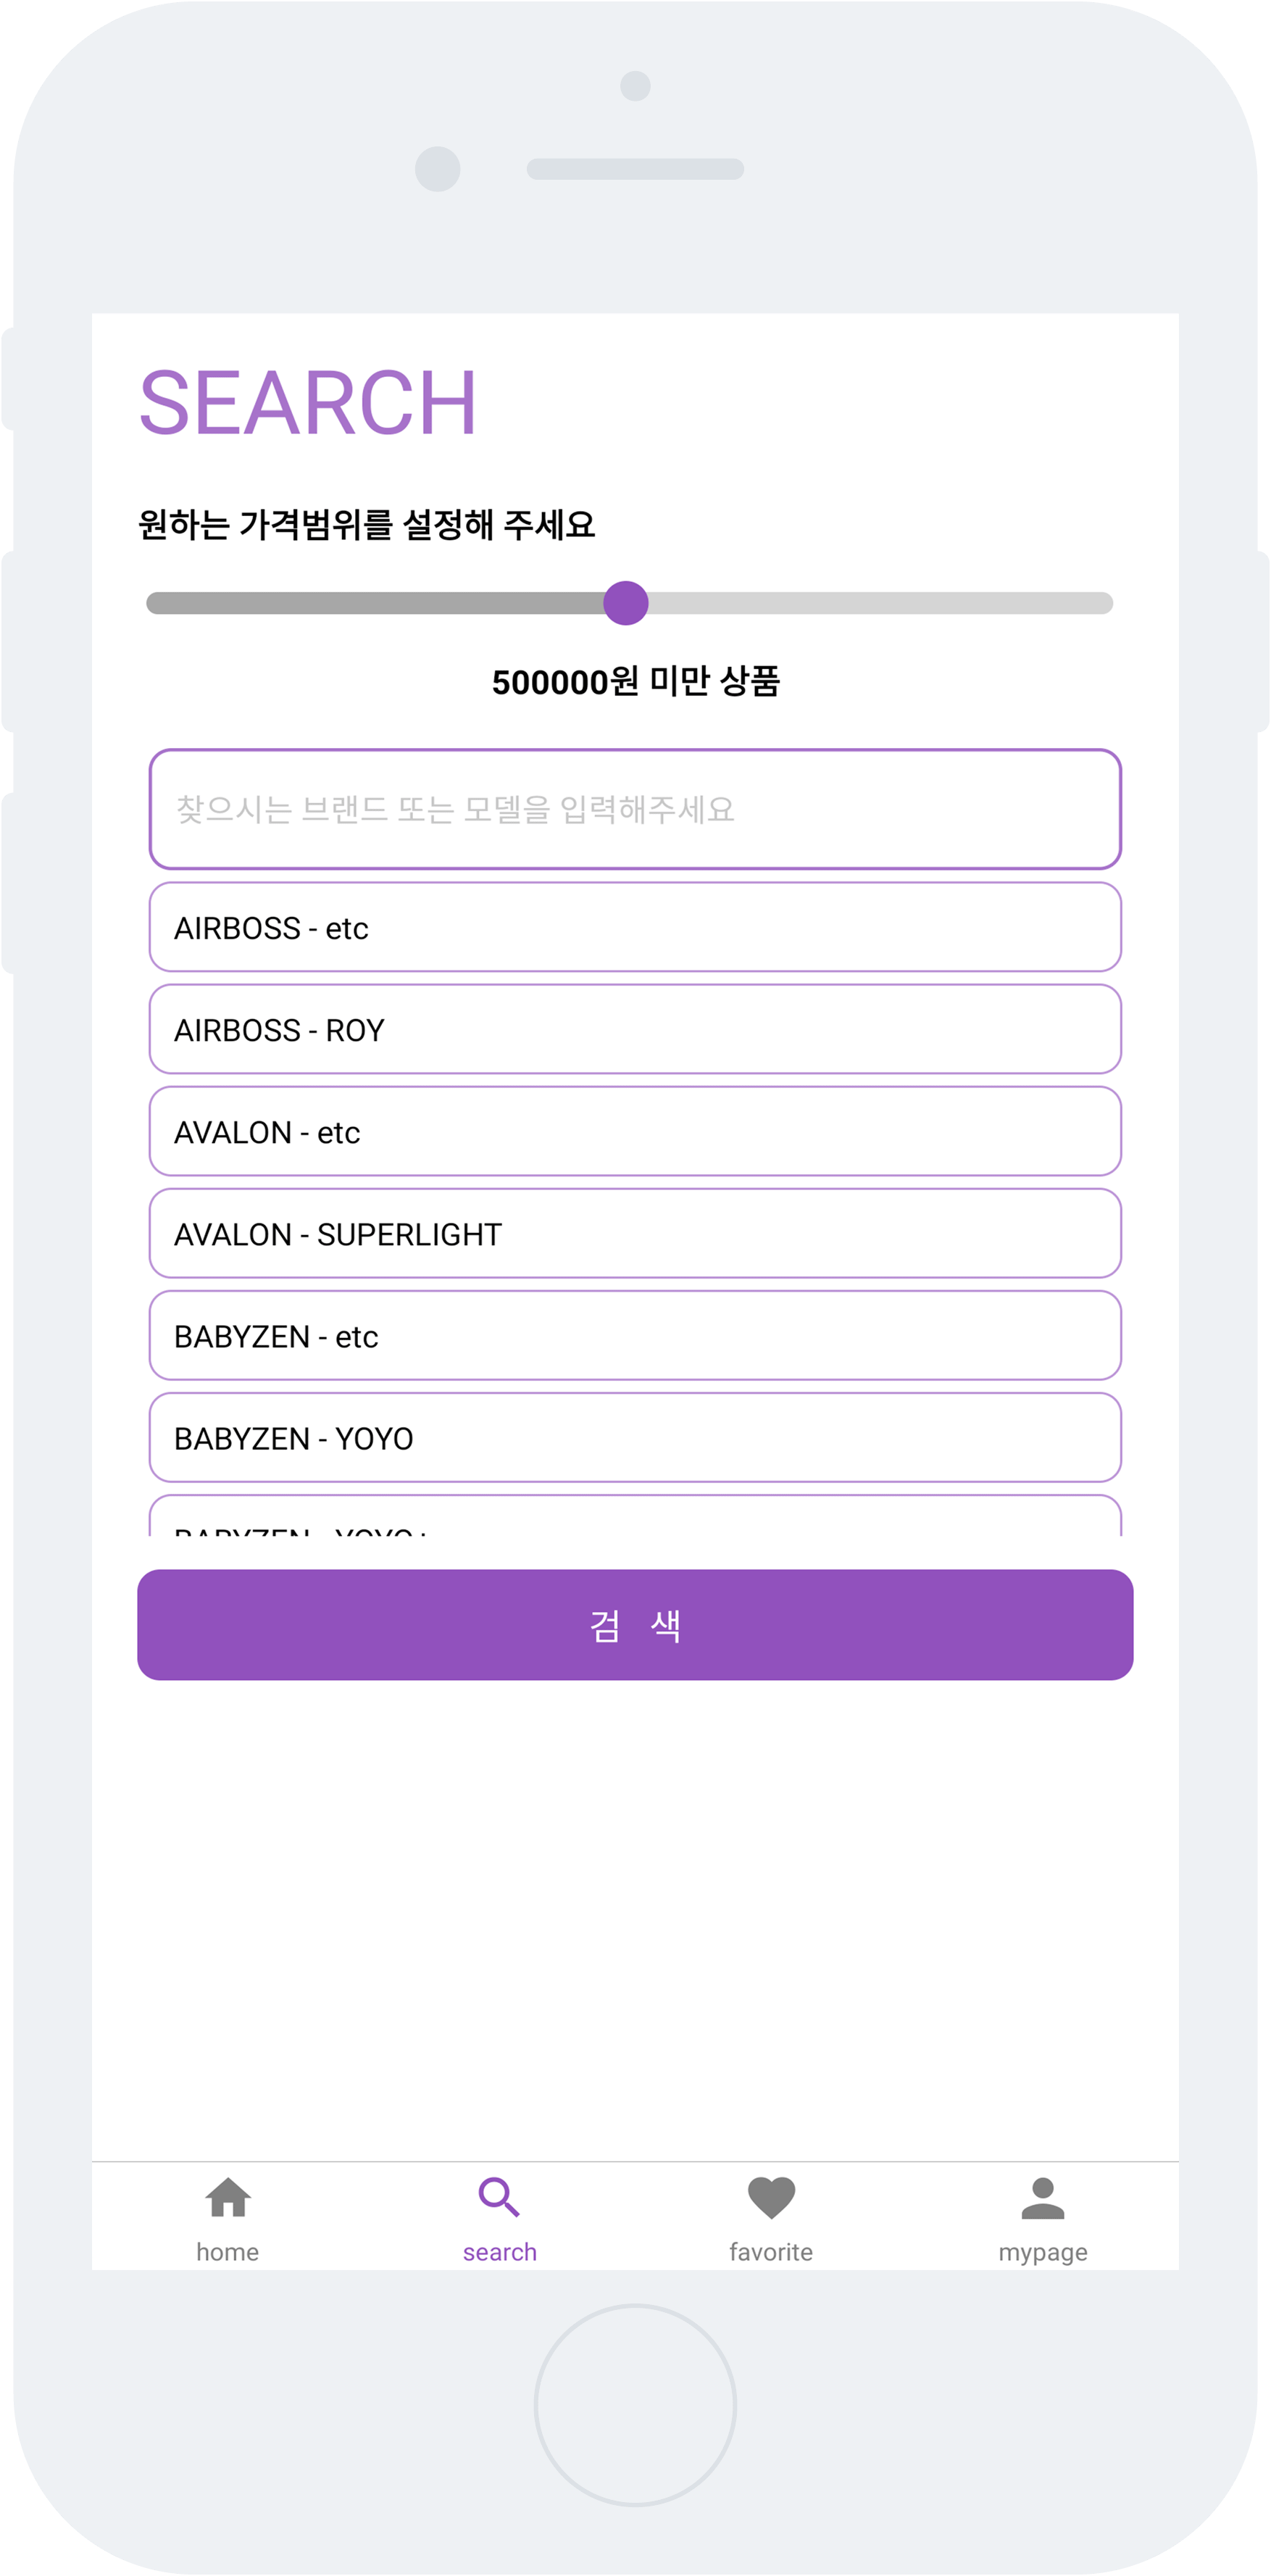 SEARCH
원하는 가격범위를 설정해 주세요
500000원 미만 상품
찾으시는 브랜드 또는 모델을 입력해주세요
AIRBOSS - etc
AIRBOSS - ROY
AVALON - etc
AVALON - SUPERLIGHT
BABYZEN - etc
BABYZEN - YOYO
BABYZEN - YOYO+
검 색
home
search
favorite
mypage